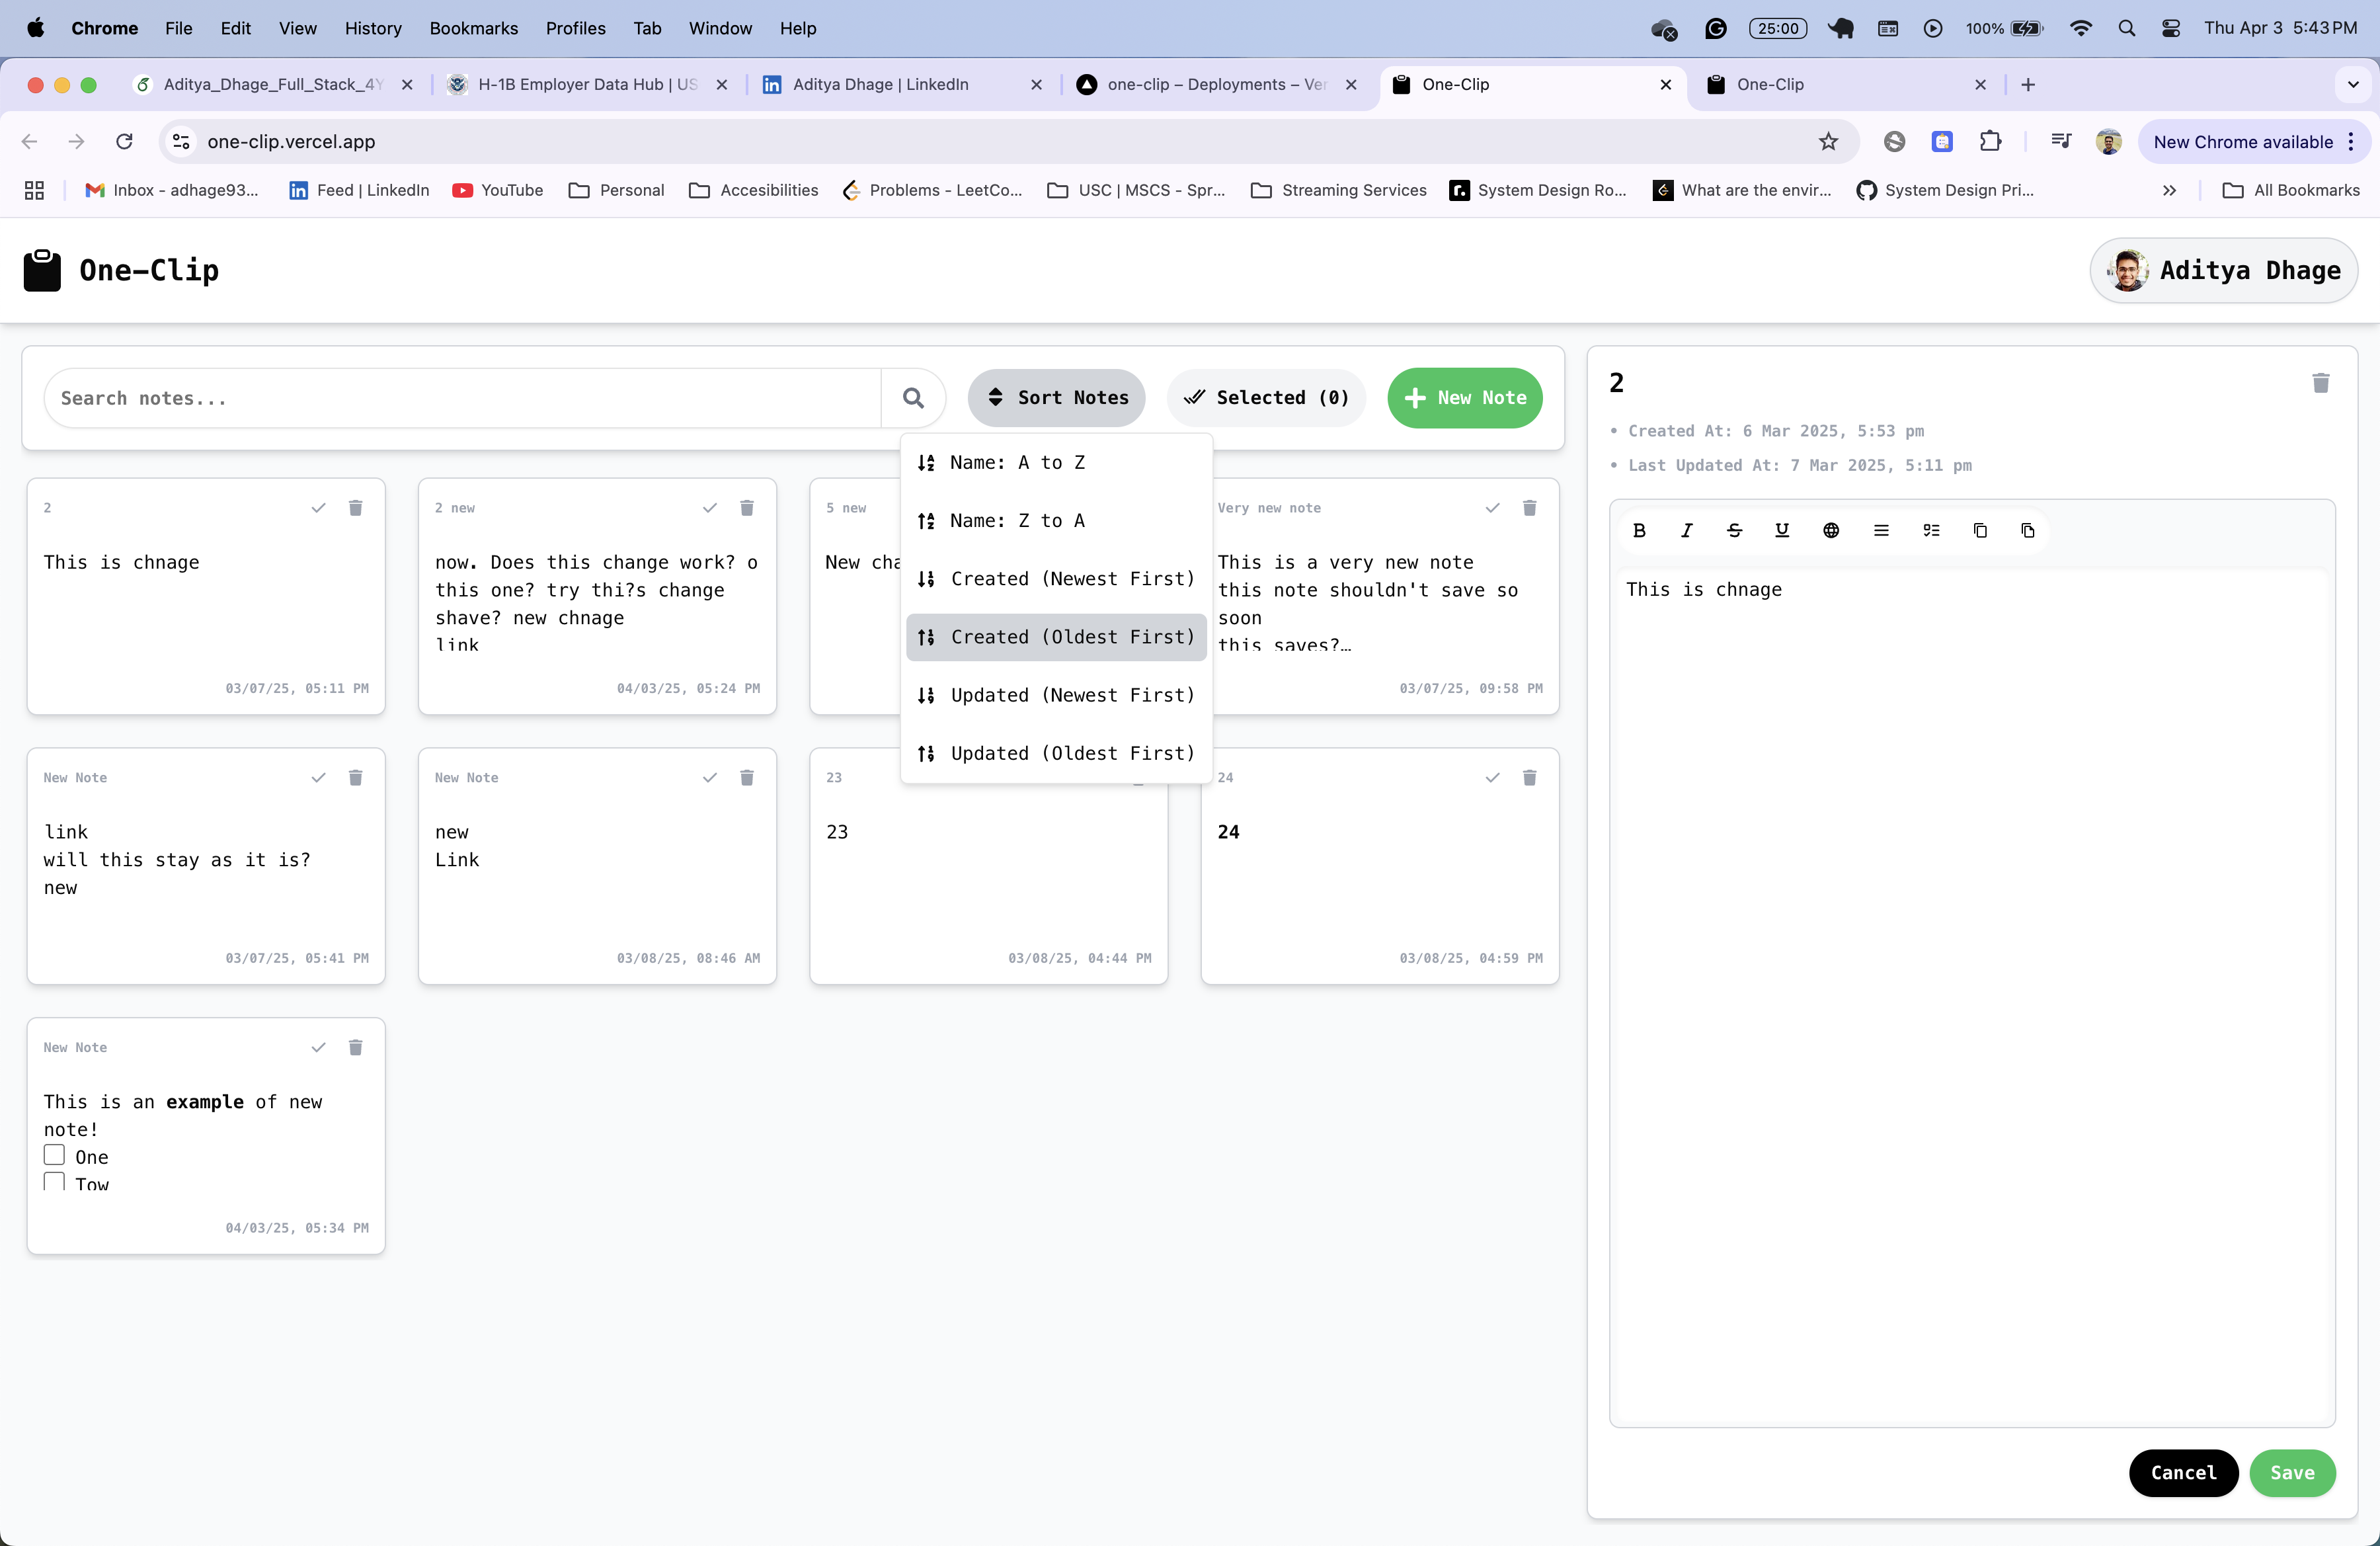 Chrome File Edit View History Bookmarks Profiles Tab Window Help 25:00 100% Thu Apr 3 5:43 PM
Aditya_Dhage_Full_Stack_4Y H-1B Employer Data Hub | US Aditya Dhage | LinkedIn one-clip – Deployments – Ver One-Clip One-Clip
one-clip.vercel.app New Chrome available
Inbox - adhage93... Feed | LinkedIn YouTube Personal Accesibilities Problems - LeetCo... USC | MSCS - Spr... Streaming Services System Design Ro... What are the envir... System Design Pri... All Bookmarks
One-Clip
Aditya Dhage
Search notes...
Sort Notes
Selected (0)
New Note
Name: A to Z
Name: Z to A
Created (Newest First)
Created (Oldest First)
Updated (Newest First)
Updated (Oldest First)
2
This is chnage
03/07/25, 05:11 PM
2 new
now. Does this change work? o
this one? try thi?s change
shave? new chnage
link
04/03/25, 05:24 PM
5 new
New cha
Very new note
This is a very new note
this note shouldn't save so
soon
this saves?…
03/07/25, 09:58 PM
New Note
link
will this stay as it is?
new
03/07/25, 05:41 PM
New Note
new
Link
03/08/25, 08:46 AM
23
23
03/08/25, 04:44 PM
24
24
03/08/25, 04:59 PM
New Note
This is an example of new
note!
One
Tow
04/03/25, 05:34 PM
2
• Created At: 6 Mar 2025, 5:53 pm
• Last Updated At: 7 Mar 2025, 5:11 pm
B I S U
This is chnage
Cancel
Save